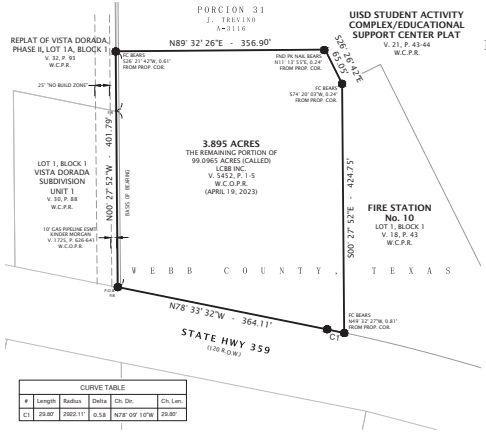 PORCION 31
J. TREVINO
A-3116
UISD STUDENT ACTIVITY
COMPLEX/EDUCATIONAL
SUPPORT CENTER PLAT
V. 21, P. 43-44
W.C.P.R.
REPLAT OF VISTA DORADA,
PHASE II, LOT 1A, BLOCK 1
V. 32, P. 93
W.C.P.R.
N89° 32' 26"E - 356.90'
FC BEARS
S26° 21' 42"W, 0.61'
FROM PROP. COR.
FND PK NAIL BEARS
N11° 13' 55"E, 0.24'
FROM PROP. COR.
S26° 26' 42"E
65.05'
FC BEARS
S74° 20' 03"W, 0.24'
FROM PROP. COR.
25' "NO BUILD ZONE"
N00° 27' 52"W - 401.79'
BASIS OF BEARING
3.895 ACRES
THE REMAINING PORTION OF
99.0965 ACRES (CALLED)
LCBB INC.
V. 5452, P. 1-5
W.C.O.P.R.
(APRIL 19, 2023)
S00° 27' 52"E - 424.75'
LOT 1, BLOCK 1
VISTA DORADA
SUBDIVISION
UNIT 1
V. 30, P. 88
W.C.P.R.
FIRE STATION
No. 10
LOT 1, BLOCK 1
V. 18, P. 43
W.C.P.R.
10' GAS PIPELINE ESMT
KINDER MORGAN
V. 1725, P. 626-641
W.C.O.P.R.
WEBB COUNTY, TEXAS
N78° 33' 32"W - 364.11'
FC BEARS
N49° 32' 27"W, 0.81'
FROM PROP. COR.
C1
STATE HWY 359
(120 R.O.W.)
CURVE TABLE
# Length Radius Delta Ch. Dir. Ch. Len.
C1 29.80' 2922.11' 0.58 N78° 09' 10"W 29.80'